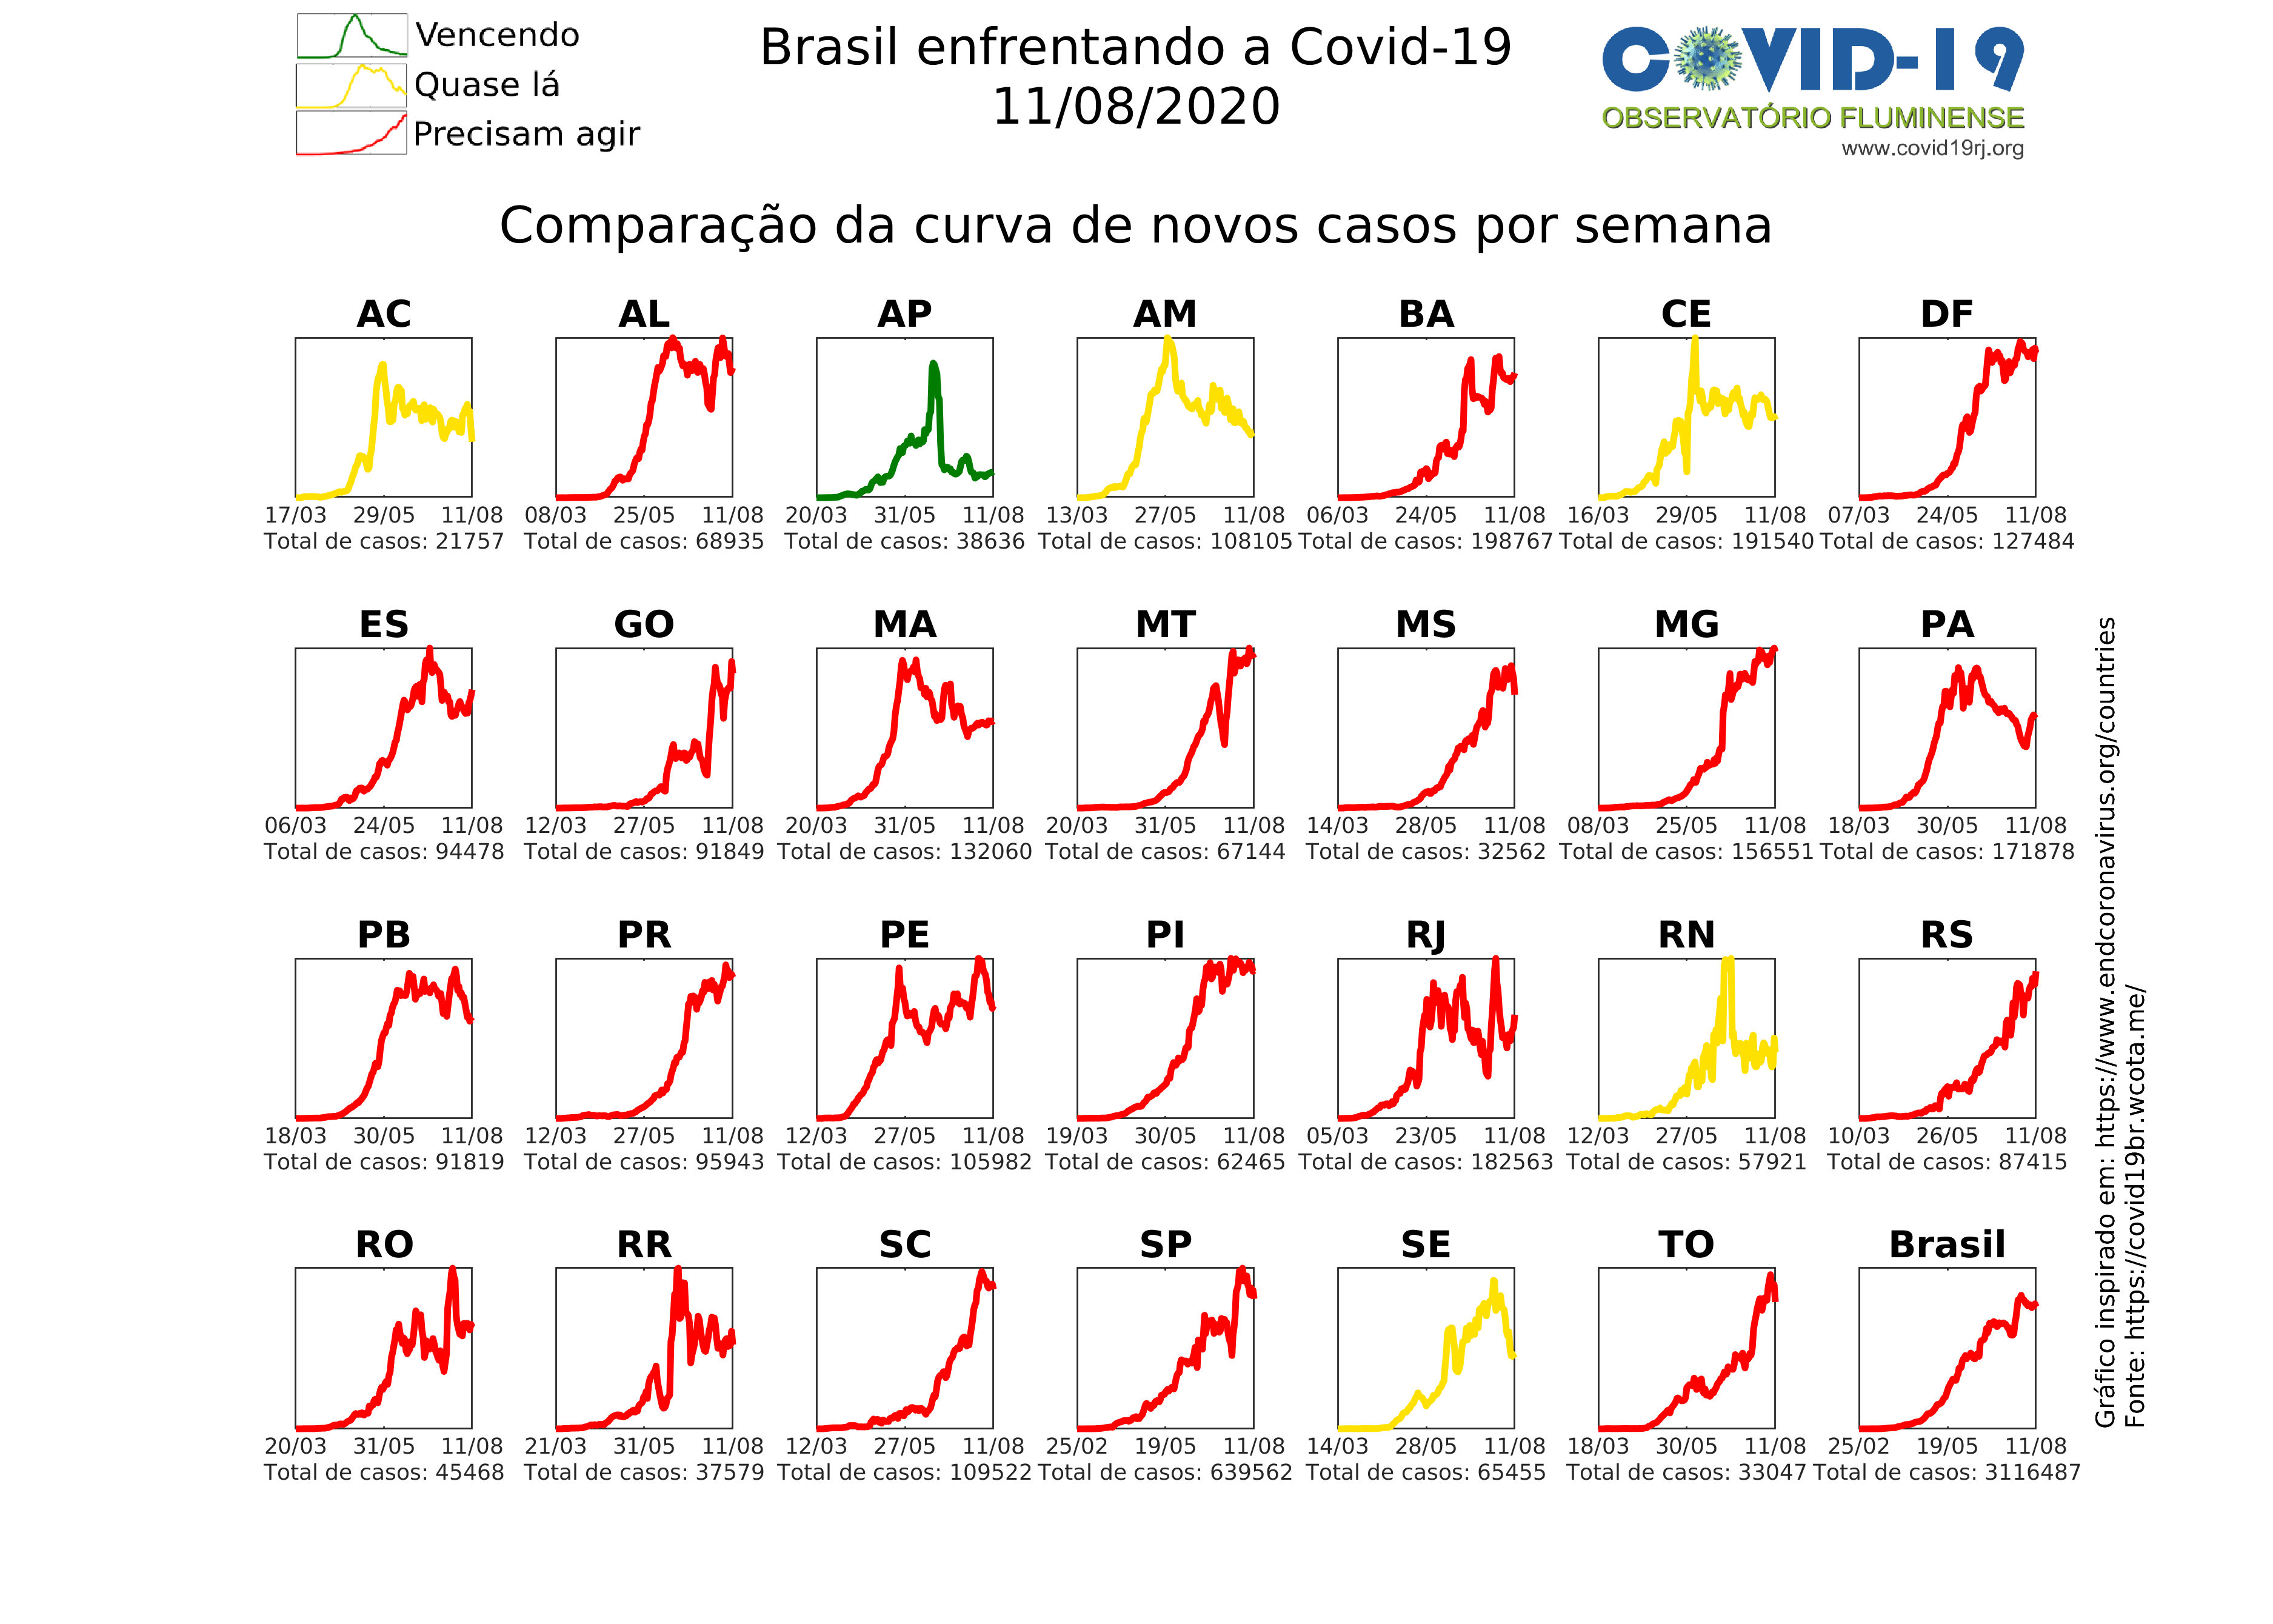 Vencendo
Quase lá
Precisam agir
Brasil enfrentando a Covid-19
11/08/2020
COVID-19
OBSERVATÓRIO FLUMINENSE
www.covid19rj.org
Comparação da curva de novos casos por semana
AC
17/03 29/05 11/08
Total de casos: 21757
AL
08/03 25/05 11/08
Total de casos: 68935
AP
20/03 31/05 11/08
Total de casos: 38636
AM
13/03 27/05 11/08
Total de casos: 108105
BA
06/03 24/05 11/08
Total de casos: 198767
CE
16/03 29/05 11/08
Total de casos: 191540
DF
07/03 24/05 11/08
Total de casos: 127484
ES
06/03 24/05 11/08
Total de casos: 94478
GO
12/03 27/05 11/08
Total de casos: 91849
MA
20/03 31/05 11/08
Total de casos: 132060
MT
20/03 31/05 11/08
Total de casos: 67144
MS
14/03 28/05 11/08
Total de casos: 32562
MG
08/03 25/05 11/08
Total de casos: 156551
PA
18/03 30/05 11/08
Total de casos: 171878
PB
18/03 30/05 11/08
Total de casos: 91819
PR
12/03 27/05 11/08
Total de casos: 95943
PE
12/03 27/05 11/08
Total de casos: 105982
PI
19/03 30/05 11/08
Total de casos: 62465
RJ
05/03 23/05 11/08
Total de casos: 182563
RN
12/03 27/05 11/08
Total de casos: 57921
RS
10/03 26/05 11/08
Total de casos: 87415
RO
20/03 31/05 11/08
Total de casos: 45468
RR
21/03 31/05 11/08
Total de casos: 37579
SC
12/03 27/05 11/08
Total de casos: 109522
SP
25/02 19/05 11/08
Total de casos: 639562
SE
14/03 28/05 11/08
Total de casos: 65455
TO
18/03 30/05 11/08
Total de casos: 33047
Brasil
25/02 19/05 11/08
Total de casos: 3116487
Gráfico inspirado em: https://www.endcoronavirus.org/countries
Fonte: https://covid19br.wcota.me/